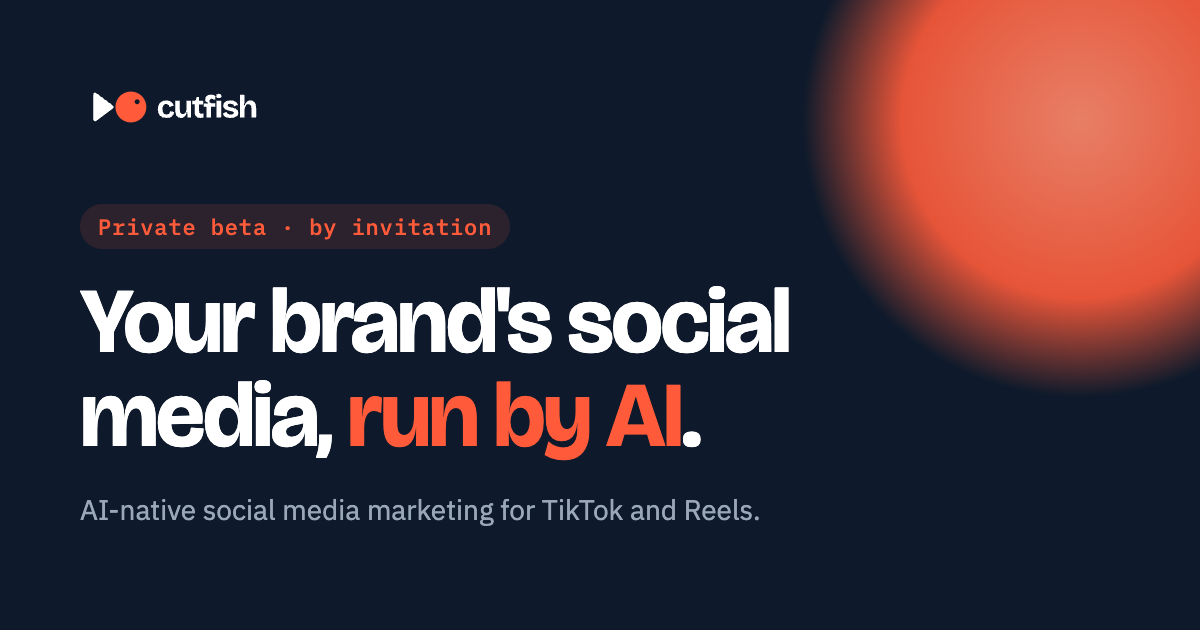 cutfish
Private beta · by invitation
Your brand's social
media, run by AI.
AI-native social media marketing for TikTok and Reels.